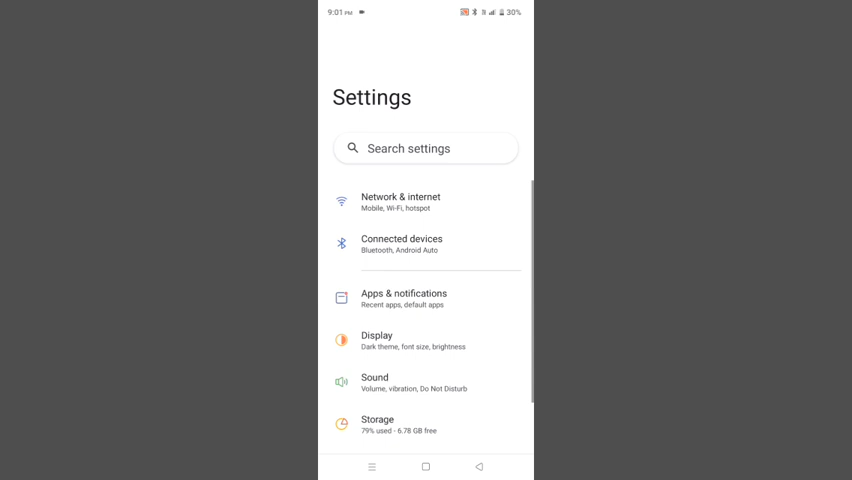 9:01 PM
30%
Settings
Search settings
Network & internet
Mobile, Wi-Fi, hotspot
Connected devices
Bluetooth, Android Auto
Apps & notifications
Recent apps, default apps
Display
Dark theme, font size, brightness
Sound
Volume, vibration, Do Not Disturb
Storage
79% used - 6.78 GB free